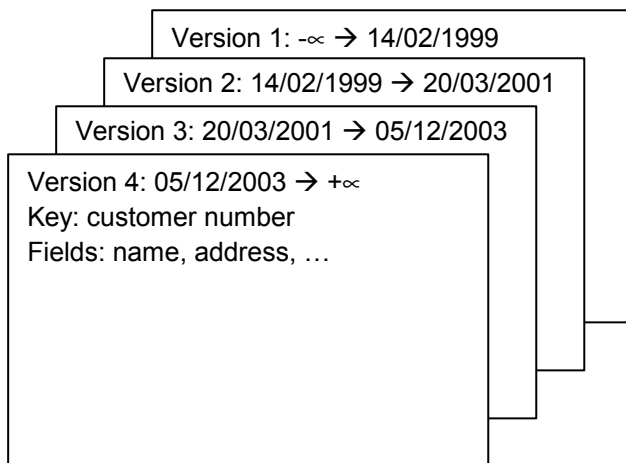 Version 1: -∝ → 14/02/1999
Version 2: 14/02/1999 → 20/03/2001
Version 3: 20/03/2001 → 05/12/2003
Version 4: 05/12/2003 → +∝
Key: customer number
Fields: name, address, …